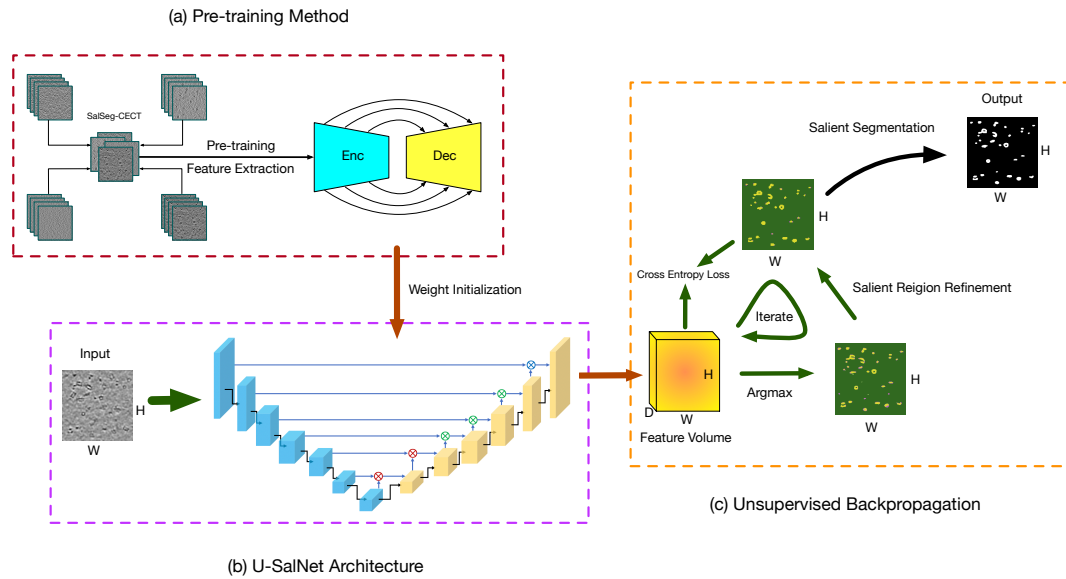 (a) Pre-training Method
SalSeg-CECT
Pre-training
Feature Extraction
Enc
Dec
Weight Initialization
Input
H
W
(b) U-SalNet Architecture
Output
Salient Segmentation
H
W
H
W
Cross Entropy Loss
Salient Reigion Refinement
Iterate
H
D
W
Feature Volume
Argmax
H
W
(c) Unsupervised Backpropagation